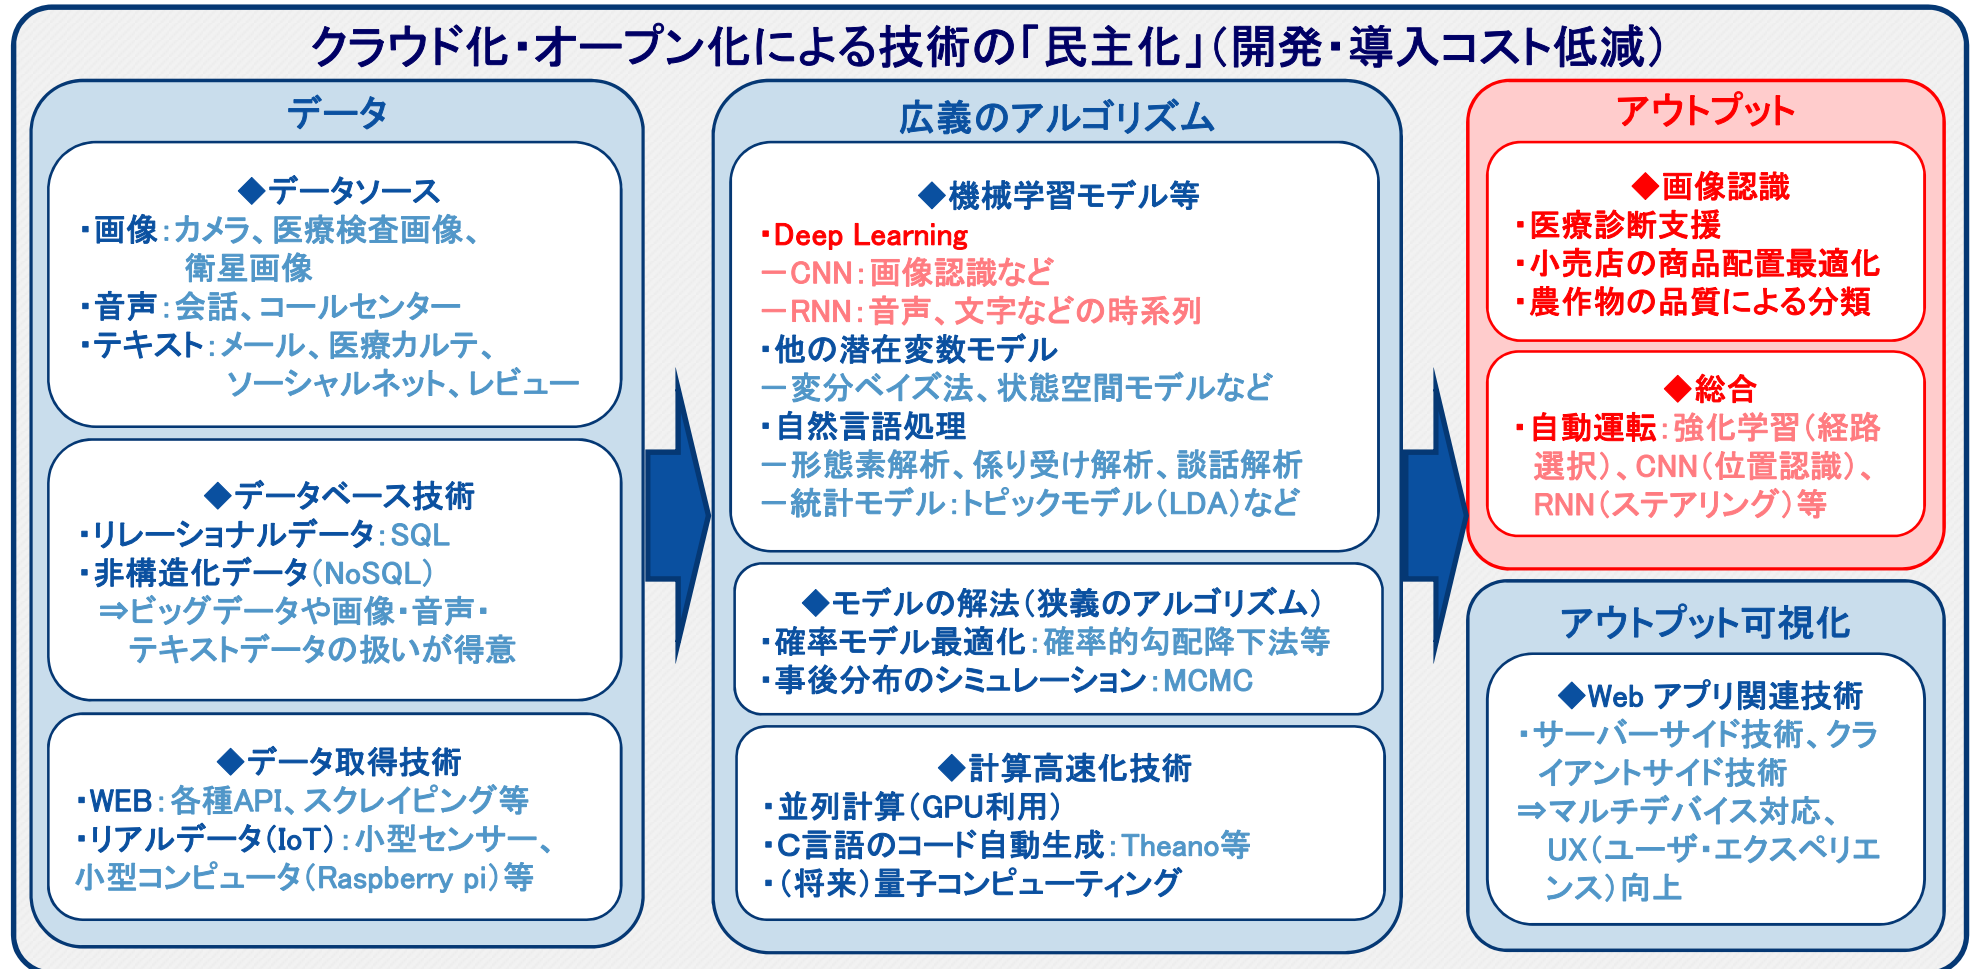 クラウド化・オープン化による技術の「民主化」（開発・導入コスト低減）
データ
◆データソース
・画像：カメラ、医療検査画像、
衛星画像
・音声：会話、コールセンター
・テキスト：メール、医療カルテ、
ソーシャルネット、レビュー
◆データベース技術
・リレーショナルデータ：SQL
・非構造化データ（NoSQL）
⇒ビッグデータや画像・音声・
テキストデータの扱いが得意
◆データ取得技術
・WEB：各種API、スクレイピング等
・リアルデータ（IoT）：小型センサー、
小型コンピュータ（Raspberry pi）等
広義のアルゴリズム
◆機械学習モデル等
・Deep Learning
－CNN：画像認識など
－RNN：音声、文字などの時系列
・他の潜在変数モデル
－変分ベイズ法、状態空間モデルなど
・自然言語処理
－形態素解析、係り受け解析、談話解析
－統計モデル：トピックモデル（LDA）など
◆モデルの解法（狭義のアルゴリズム）
・確率モデル最適化：確率的勾配降下法等
・事後分布のシミュレーション：MCMC
◆計算高速化技術
・並列計算（GPU利用）
・C言語のコード自動生成：Theano等
・（将来）量子コンピューティング
アウトプット
◆画像認識
・医療診断支援
・小売店の商品配置最適化
・農作物の品質による分類
◆総合
・自動運転：強化学習（経路
選択）、CNN（位置認識）、
RNN（ステアリング）等
アウトプット可視化
◆Web アプリ関連技術
・サーバーサイド技術、クラ
イアントサイド技術
⇒マルチデバイス対応、
UX（ユーザ・エクスペリエ
ンス）向上